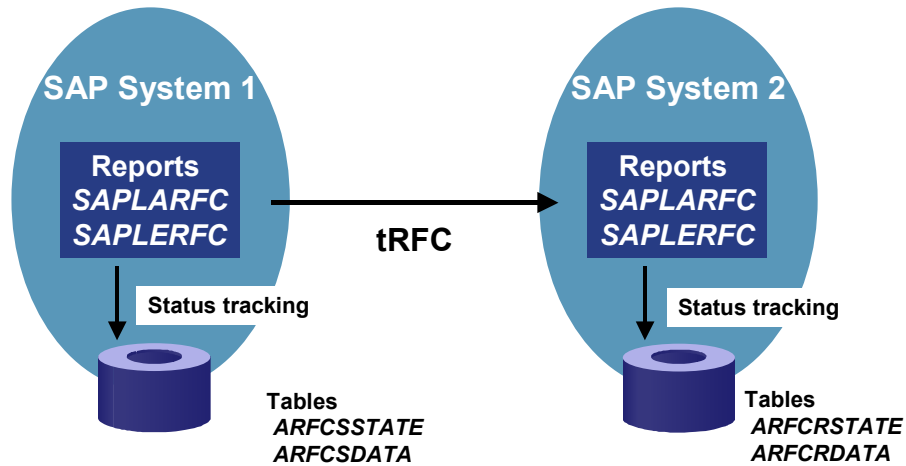 SAP System 1
Reports
SAPLARFC
SAPLERFC
Status tracking
Tables
ARFCSSTATE
ARFCSDATA
tRFC
SAP System 2
Reports
SAPLARFC
SAPLERFC
Status tracking
Tables
ARFCRSTATE
ARFCRDATA